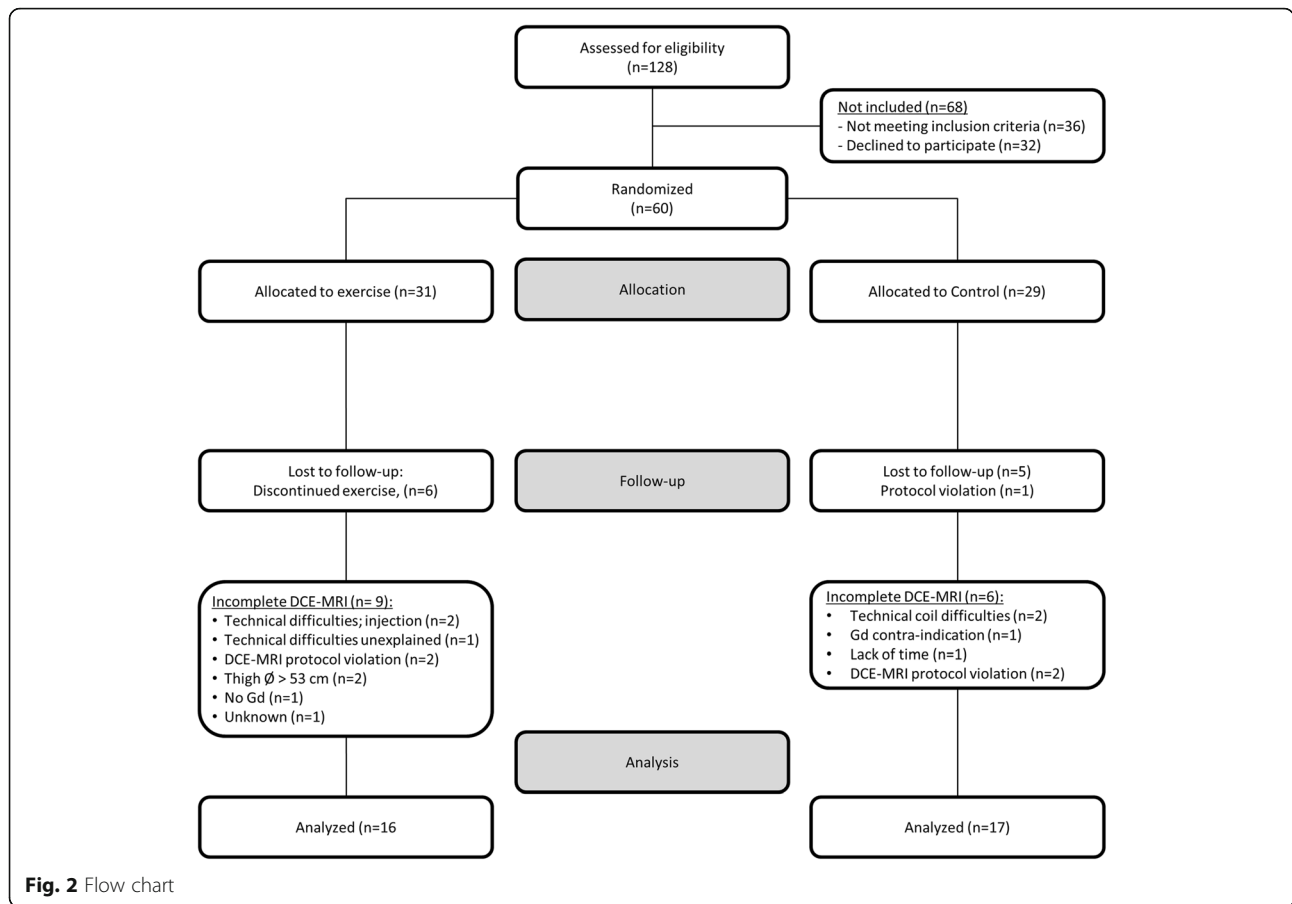 Assessed for eligibility
(n=128)
Not included (n=68)
- Not meeting inclusion criteria (n=36)
- Declined to participate (n=32)
Randomized
(n=60)
Allocated to exercise (n=31)
Allocation
Allocated to Control (n=29)
Lost to follow-up:
Discontinued exercise, (n=6)
Follow-up
Lost to follow-up (n=5)
Protocol violation (n=1)
Incomplete DCE-MRI (n= 9):
• Technical difficulties; injection (n=2)
• Technical difficulties unexplained (n=1)
• DCE-MRI protocol violation (n=2)
• Thigh Ø > 53 cm (n=2)
• No Gd (n=1)
• Unknown (n=1)
Incomplete DCE-MRI (n=6):
• Technical coil difficulties (n=2)
• Gd contra-indication (n=1)
• Lack of time (n=1)
• DCE-MRI protocol violation (n=2)
Analysis
Analyzed (n=16
Analyzed (n=17)
Fig. 2 Flow chart